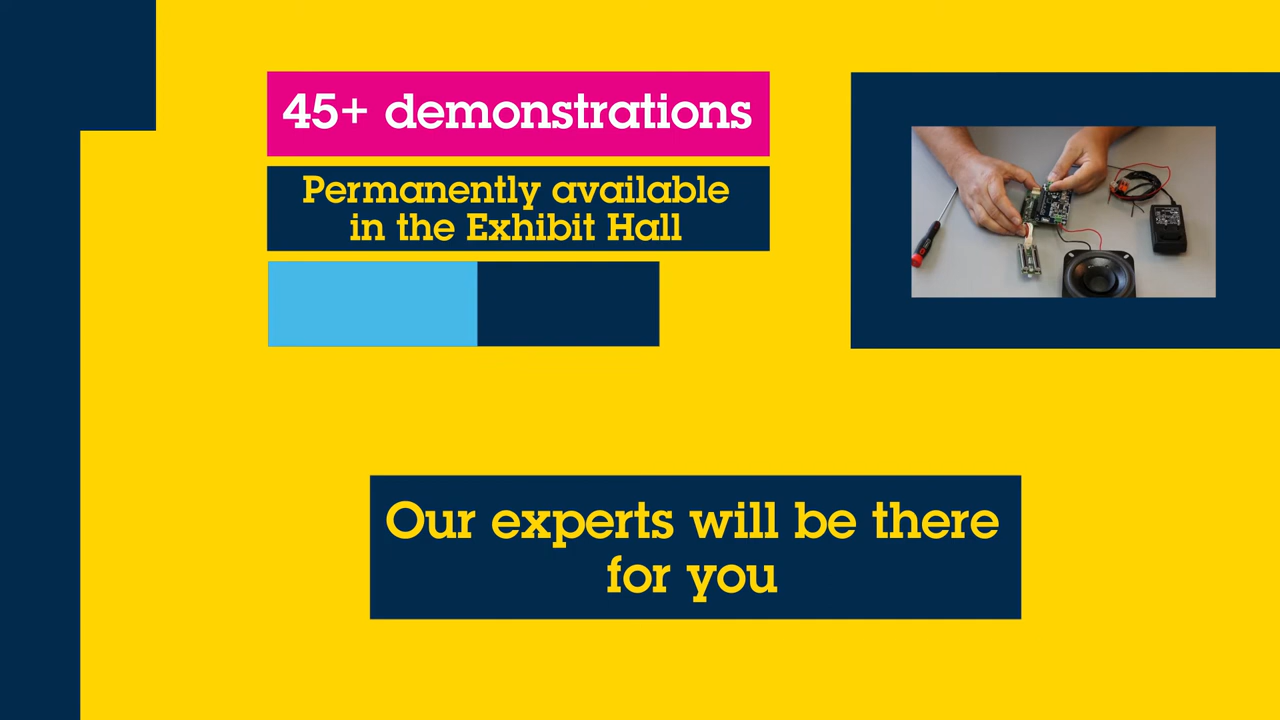 45+ demonstrations
Permanently available
in the Exhibit Hall
Our experts will be there
for you